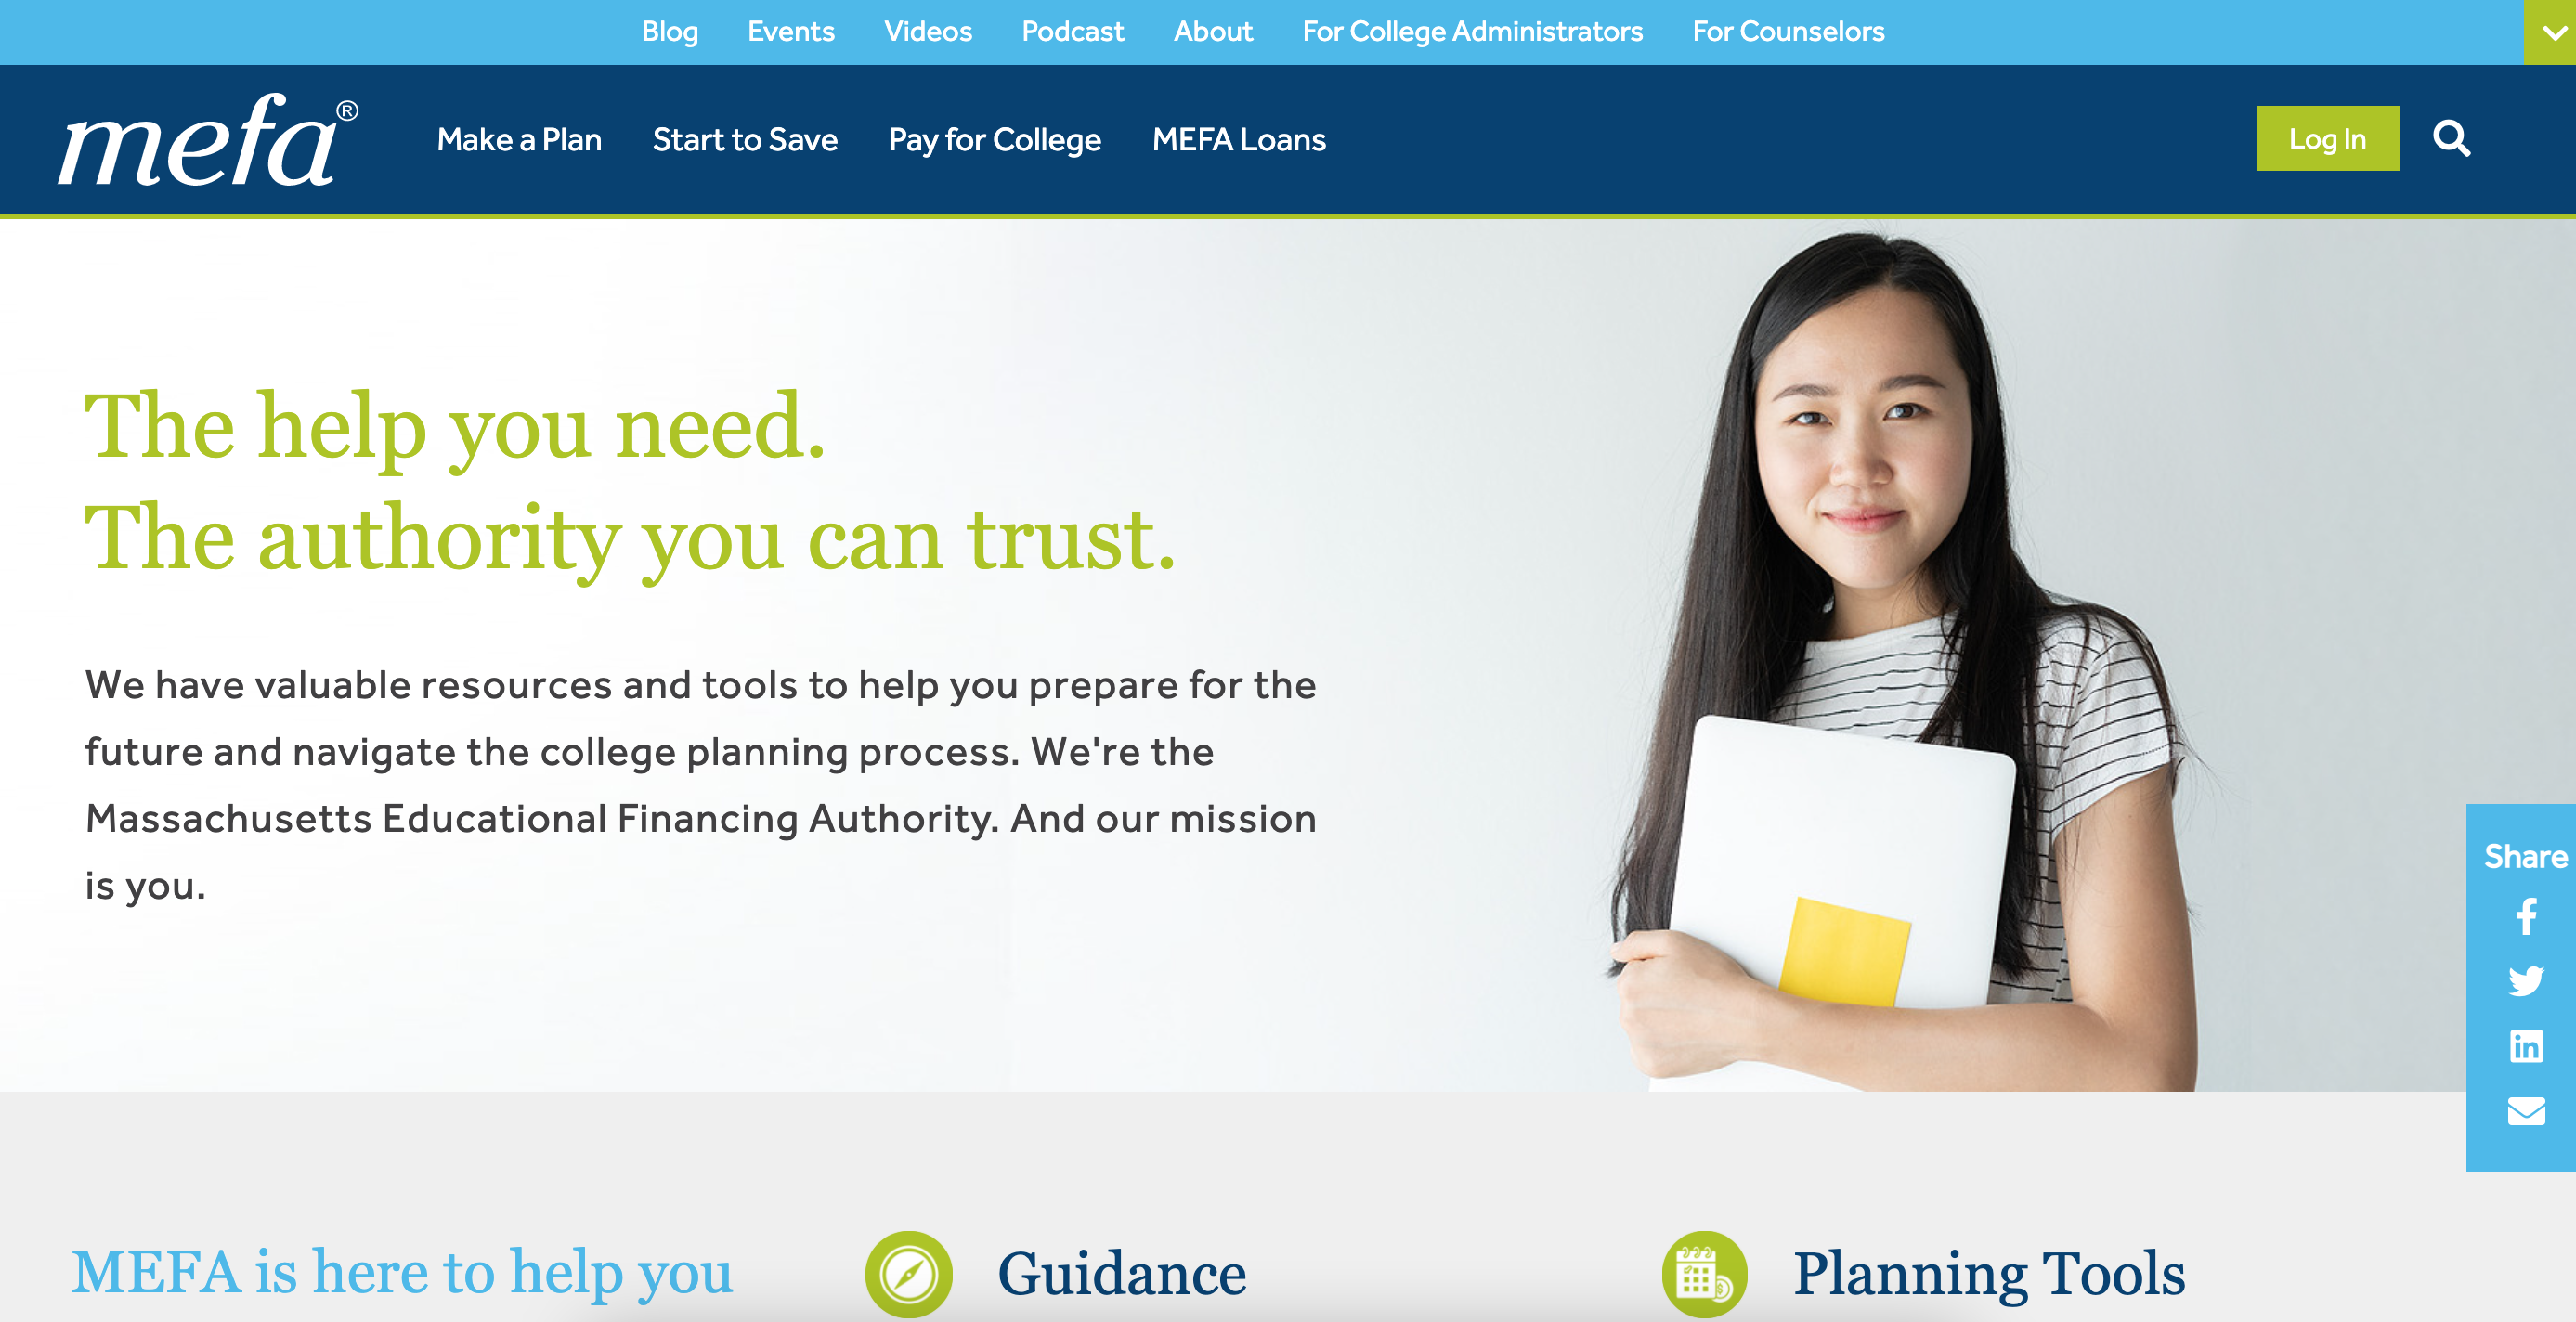 Blog Events Videos Podcast About For College Administrators For Counselors
mefa®
Make a Plan Start to Save Pay for College MEFA Loans Log In
The help you need.
The authority you can trust.
We have valuable resources and tools to help you prepare for the
future and navigate the college planning process. We're the
Massachusetts Educational Financing Authority. And our mission
is you.
Share
MEFA is here to help you
Guidance
Planning Tools